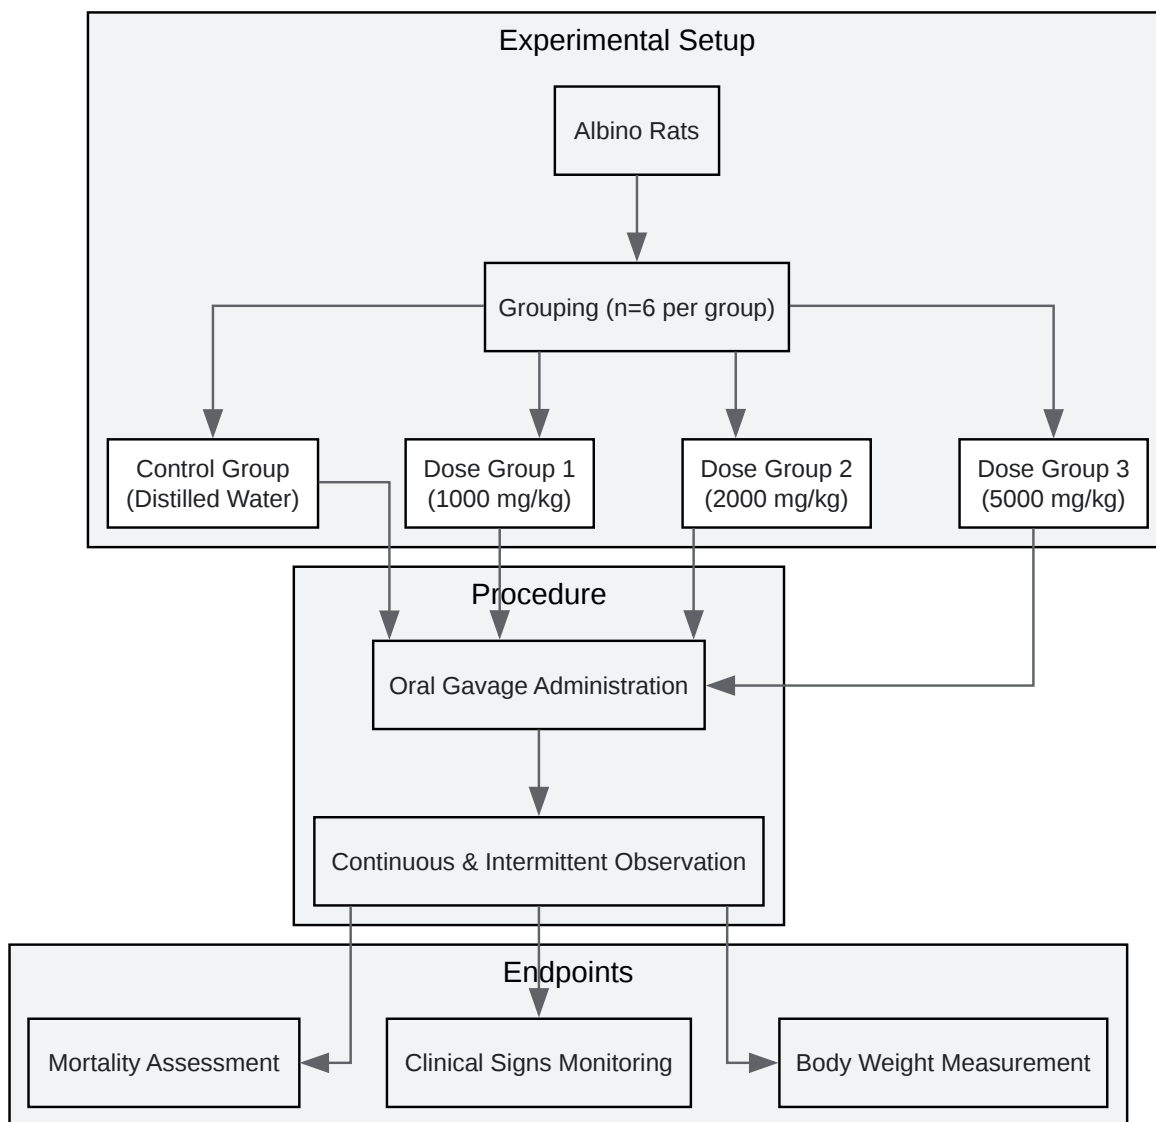 Experimental Setup
Albino Rats
Grouping (n=6 per group)
Control Group
(Distilled Water)
Dose Group 1
(1000 mg/kg)
Dose Group 2
(2000 mg/kg)
Dose Group 3
(5000 mg/kg)
Procedure
Oral Gavage Administration
Continuous & Intermittent Observation
Endpoints
Mortality Assessment
Clinical Signs Monitoring
Body Weight Measurement